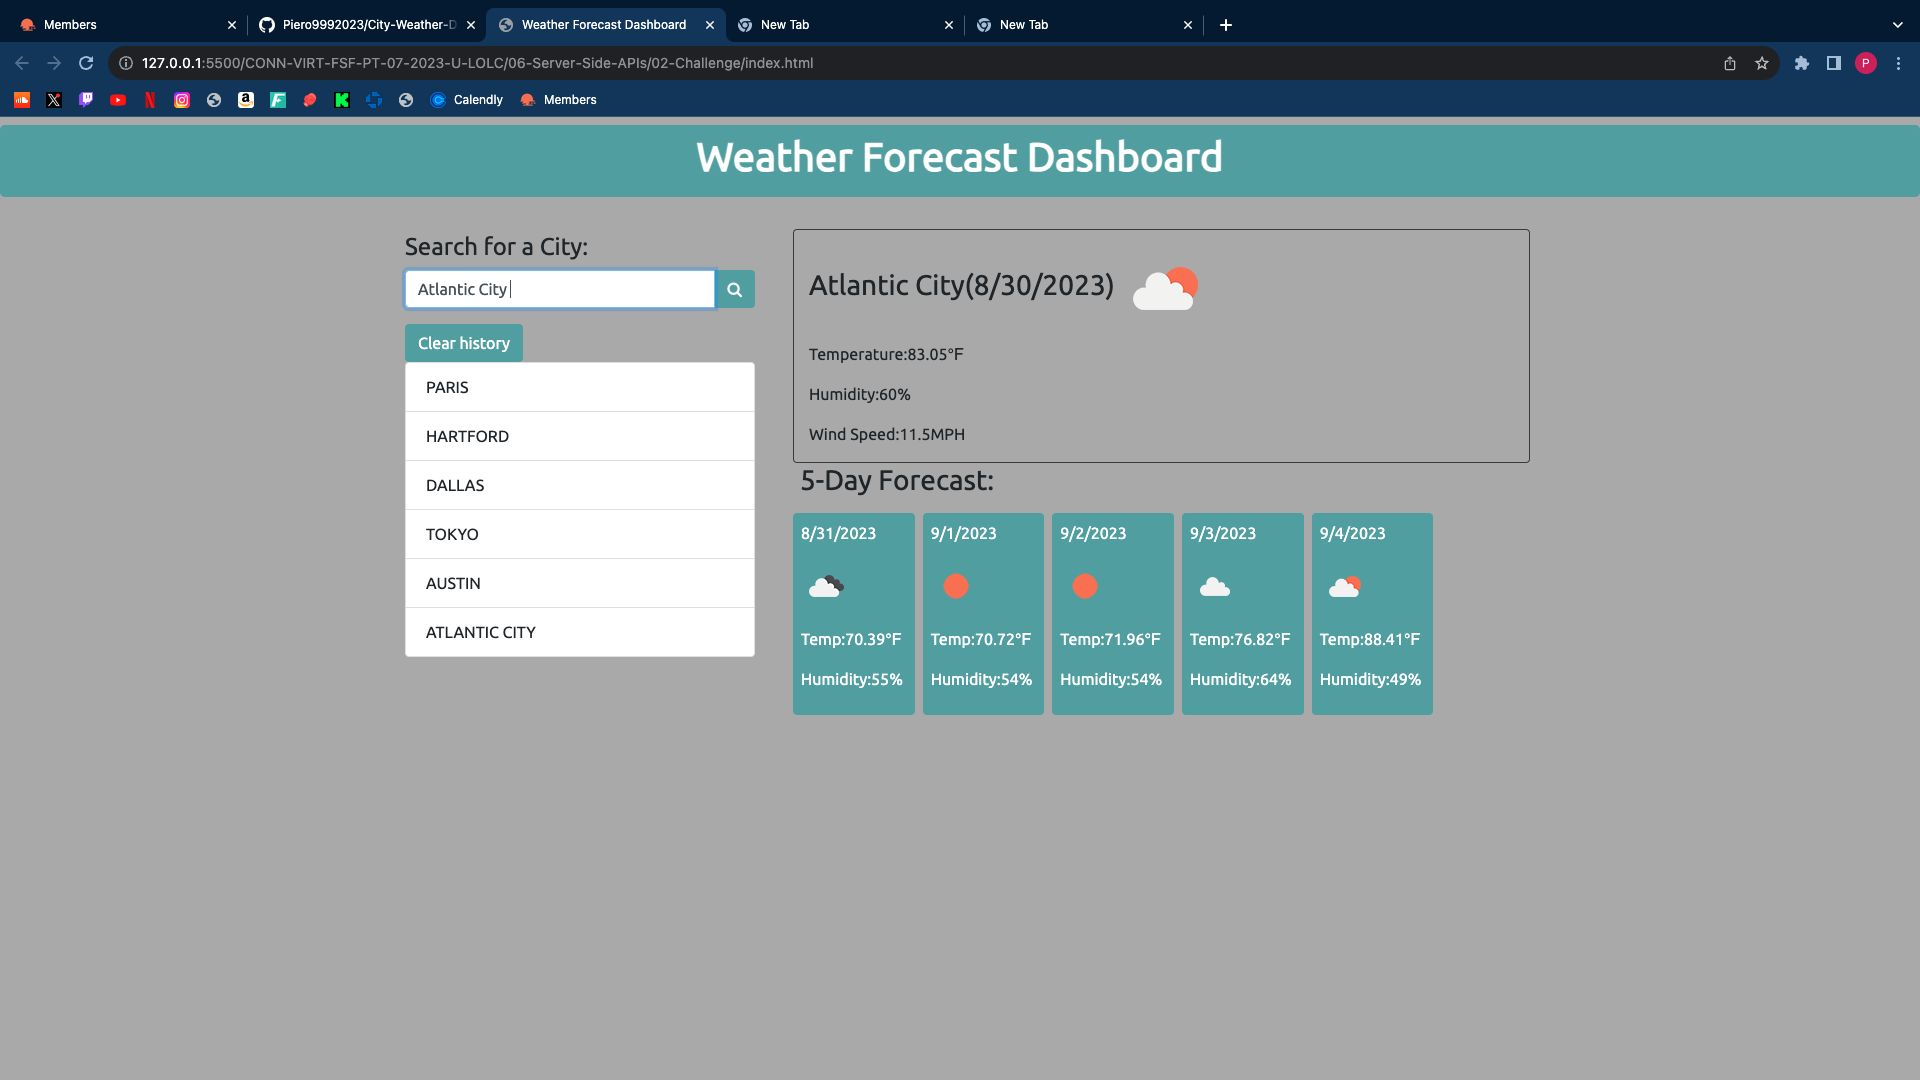 Members
Piero9992023/City-Weather-D
Weather Forecast Dashboard
New Tab
New Tab
127.0.0.1:5500/CONN-VIRT-FSF-PT-07-2023-U-LOLC/06-Server-Side-APIs/02-Challenge/index.html
P
Calendly
Members
Weather Forecast Dashboard
Search for a City:
Atlantic City
Clear history
PARIS
HARTFORD
DALLAS
TOKYO
AUSTIN
ATLANTIC CITY
Atlantic City(8/30/2023)
Temperature:83.05°F
Humidity:60%
Wind Speed:11.5MPH
5-Day Forecast:
8/31/2023
Temp:70.39°F
Humidity:55%
9/1/2023
Temp:70.72°F
Humidity:54%
9/2/2023
Temp:71.96°F
Humidity:54%
9/3/2023
Temp:76.82°F
Humidity:64%
9/4/2023
Temp:88.41°F
Humidity:49%